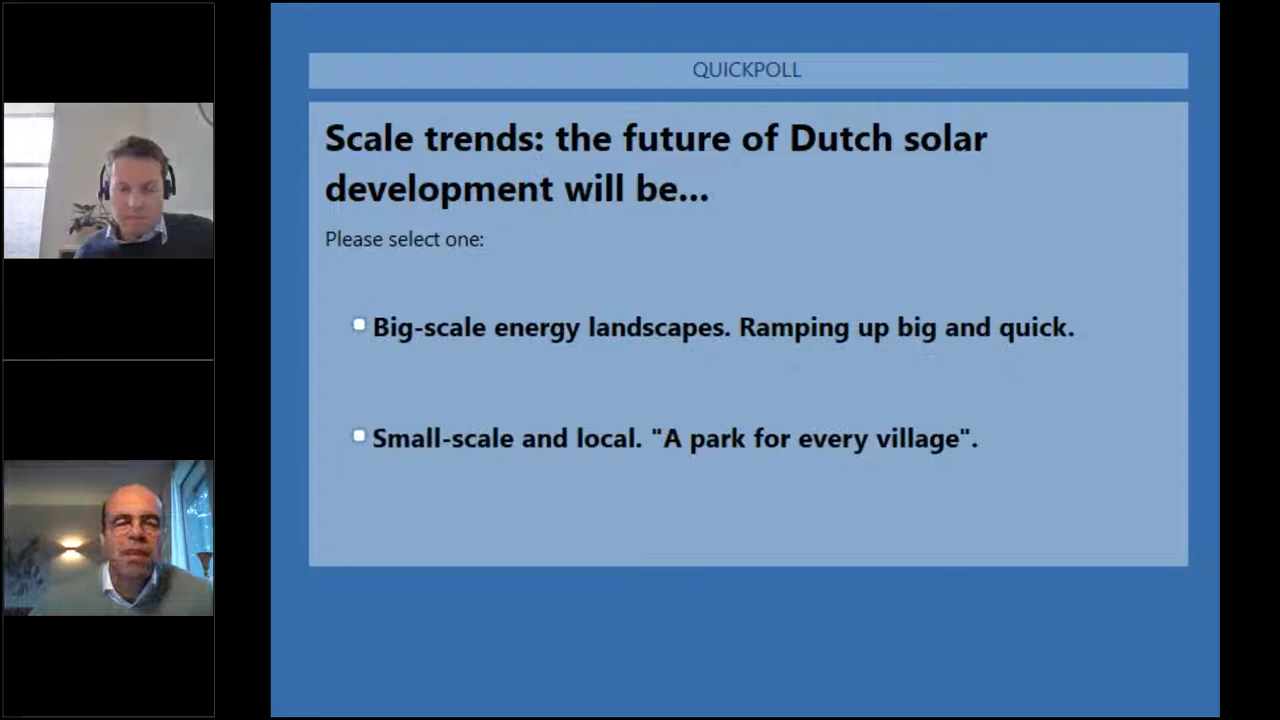 QUICKPOLL
Scale trends: the future of Dutch solar
development will be...
Please select one:
Big-scale energy landscapes. Ramping up big and quick.
Small-scale and local. "A park for every village".